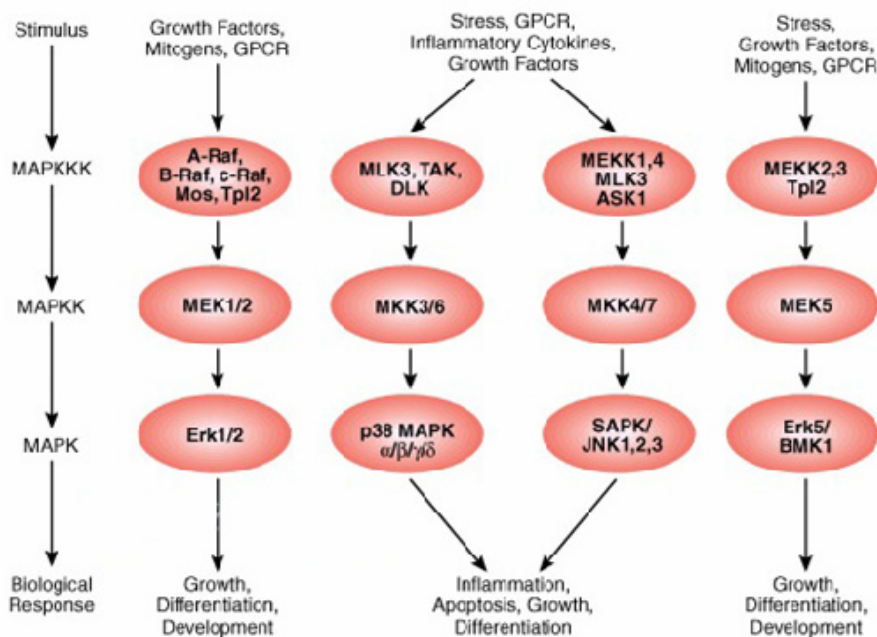 Stimulus
Growth Factors,
Mitogens, GPCR
Stress, GPCR,
Inflammatory Cytokines,
Growth Factors
Stress,
Growth Factors,
Mitogens, GPCR
MAPKKK
A-Raf,
B-Raf, c-Raf,
Mos, Tpl2
MLK3, TAK,
DLK
MEKK1,4
MLK3
ASK1
MEKK2,3
Tpl2
MAPKK
MEK1/2
MKK3/6
MKK4/7
MEK5
MAPK
Erk1/2
p38 MAPK
α/β/γ/δ
SAPK/
JNK1,2,3
Erk5/
BMK1
Biological
Response
Growth,
Differentiation,
Development
Inflammation,
Apoptosis, Growth,
Differentiation
Growth,
Differentiation,
Development